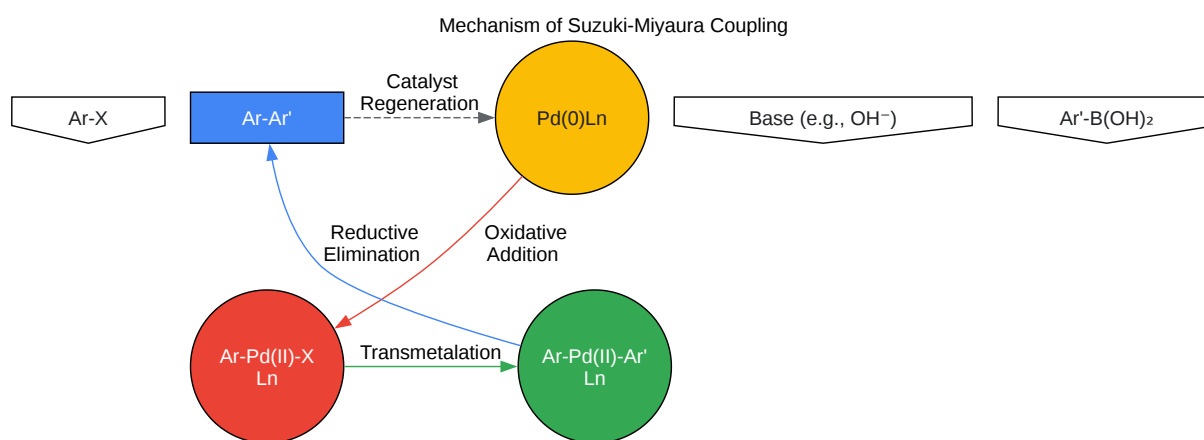 Mechanism of Suzuki-Miyaura Coupling
Ar-X
Ar-Ar'
Catalyst
Regeneration
Pd(0)Ln
Base (e.g., OH⁻)
Ar'-B(OH)₂
Reductive
Elimination
Oxidative
Addition
Ar-Pd(II)-X
Ln
Transmetalation
Ar-Pd(II)-Ar'
Ln